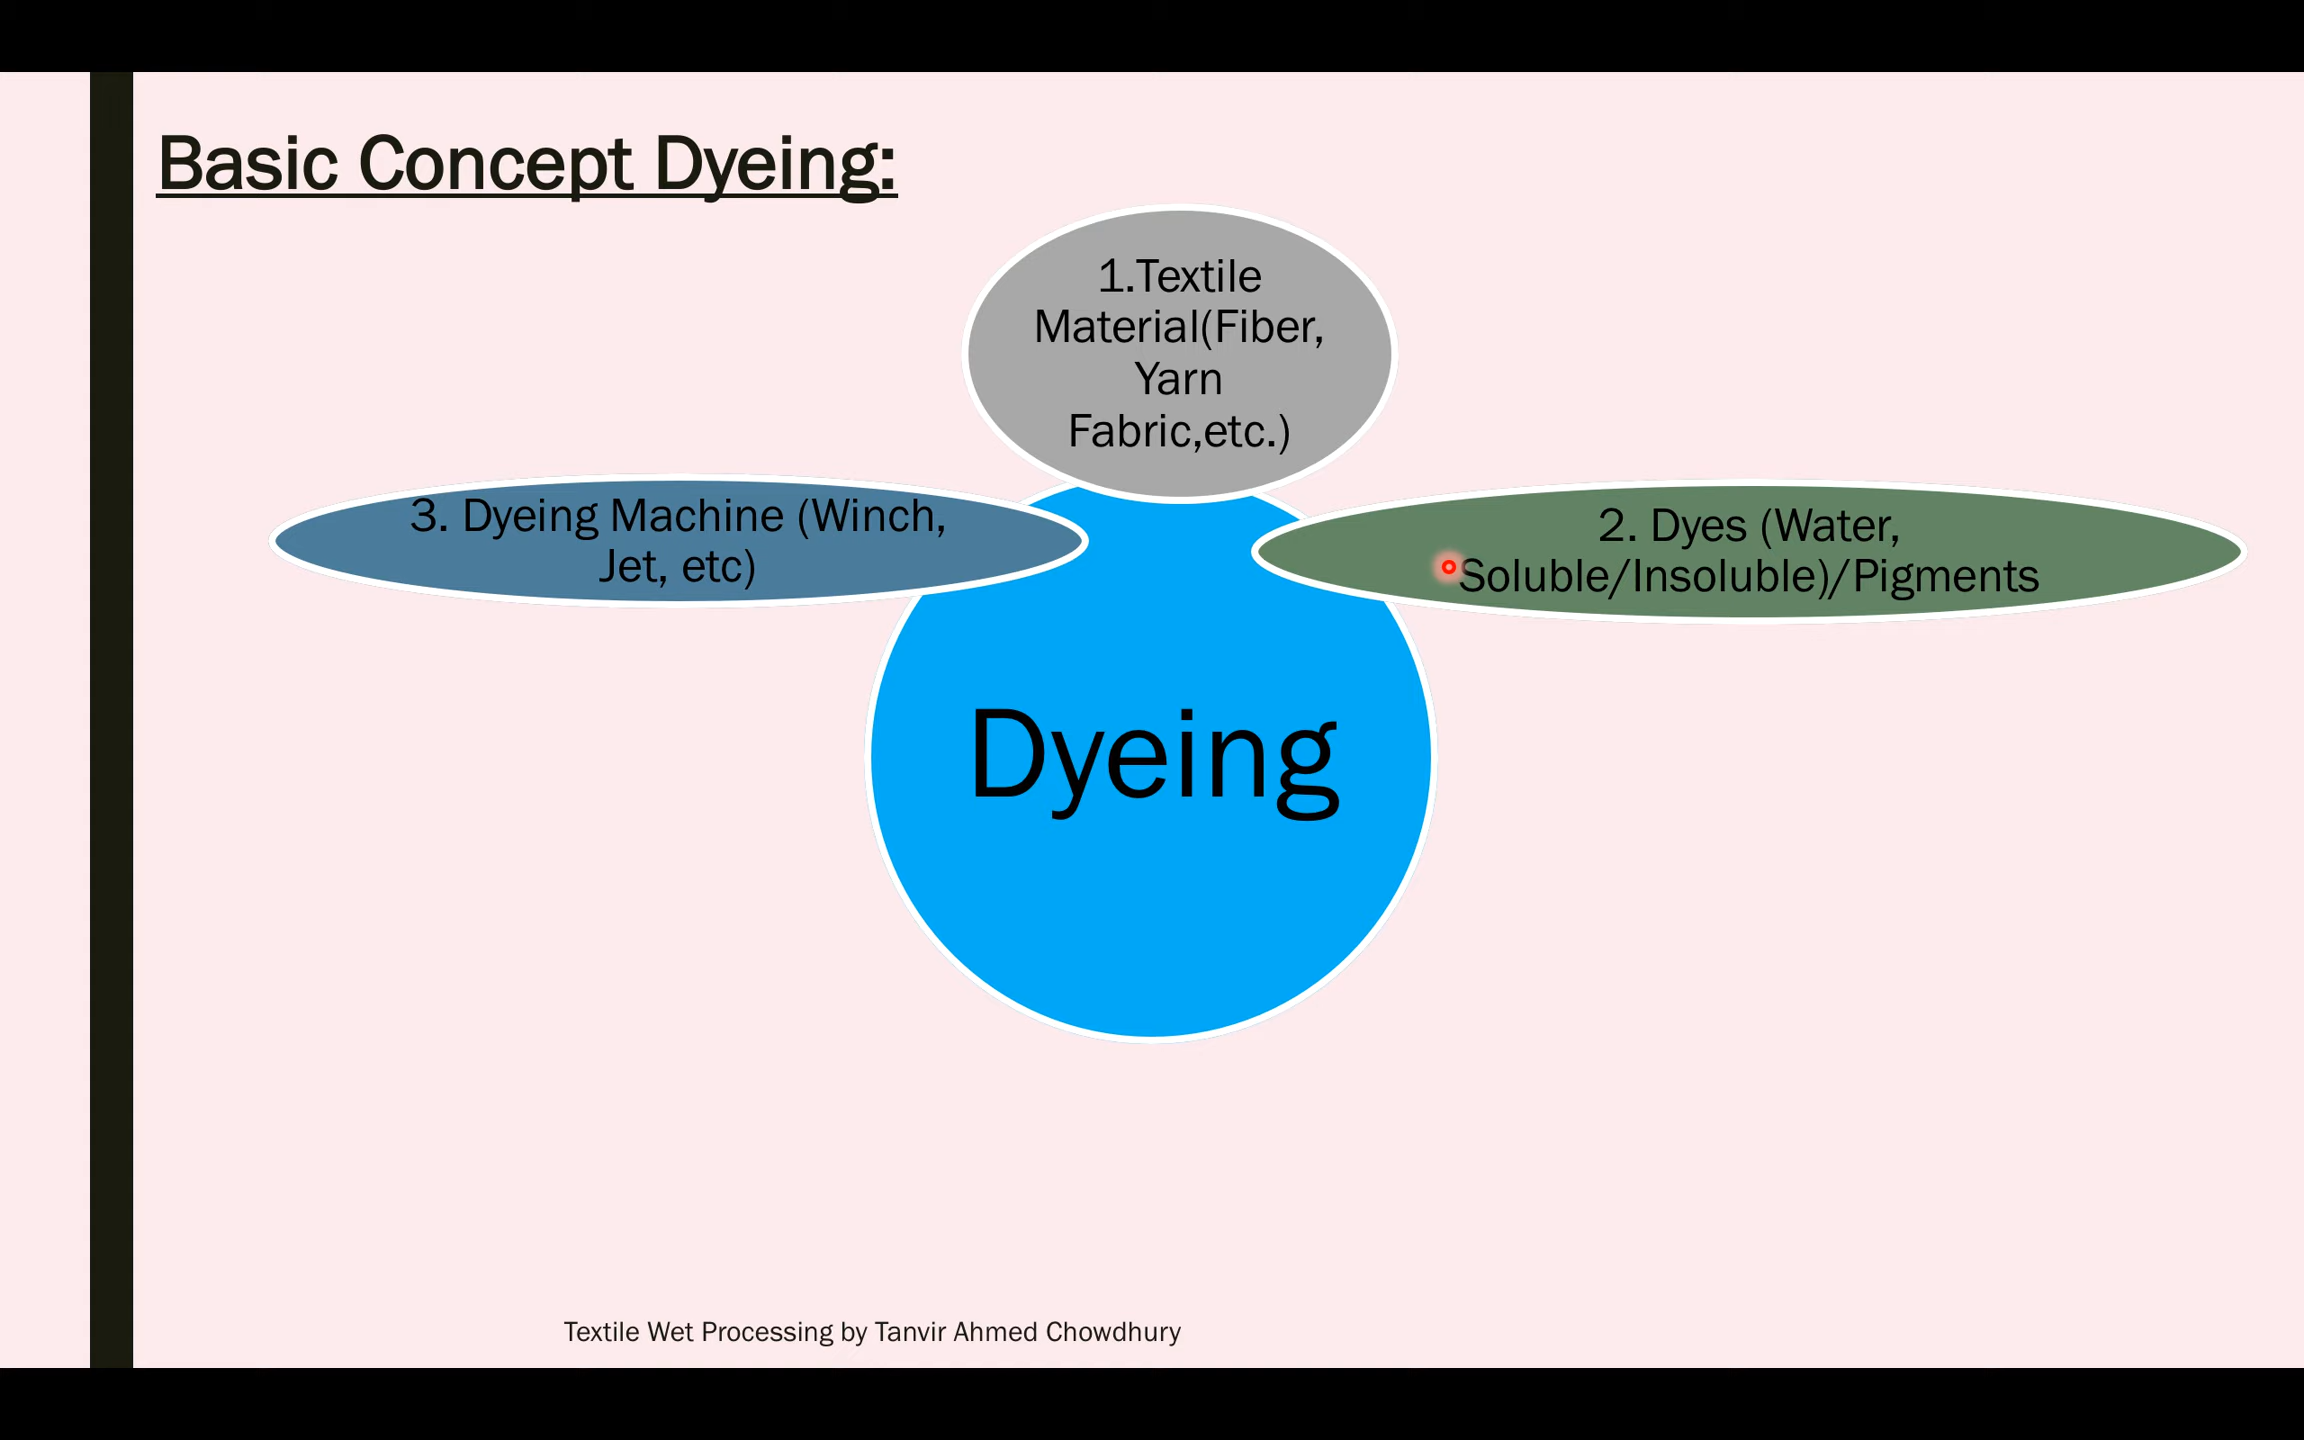 Basic Concept Dyeing:
1.Textile
Material(Fiber,
Yarn
Fabric,etc.)
3. Dyeing Machine (Winch,
Jet, etc)
2. Dyes (Water,
Soluble/Insoluble)/Pigments
Dyeing
Textile Wet Processing by Tanvir Ahmed Chowdhury